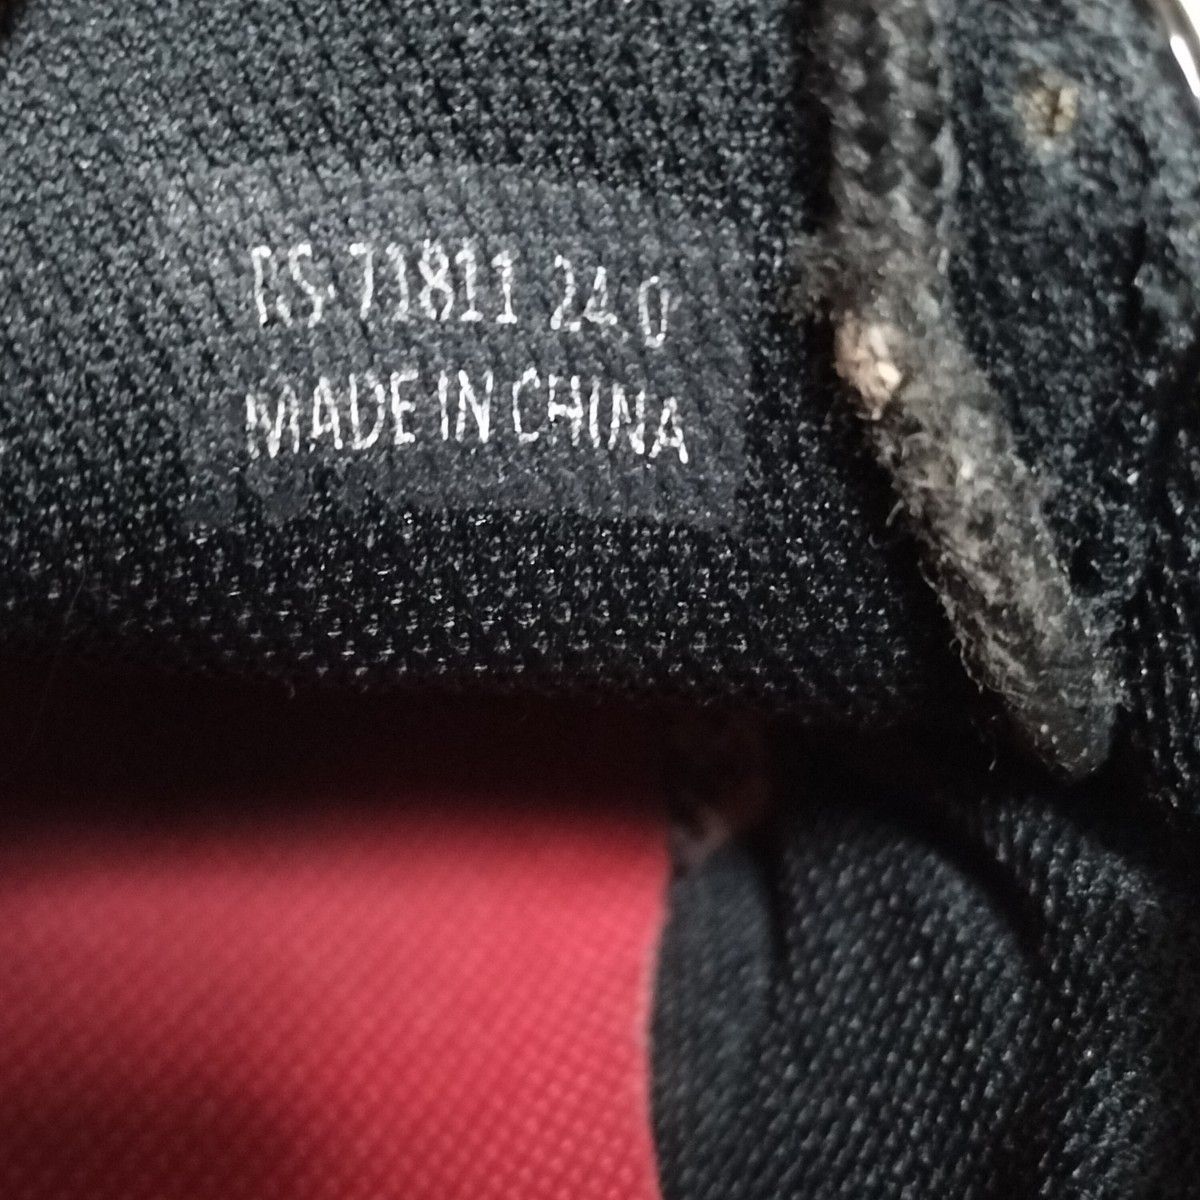 RS 71811 24.0
MADE IN CHINA